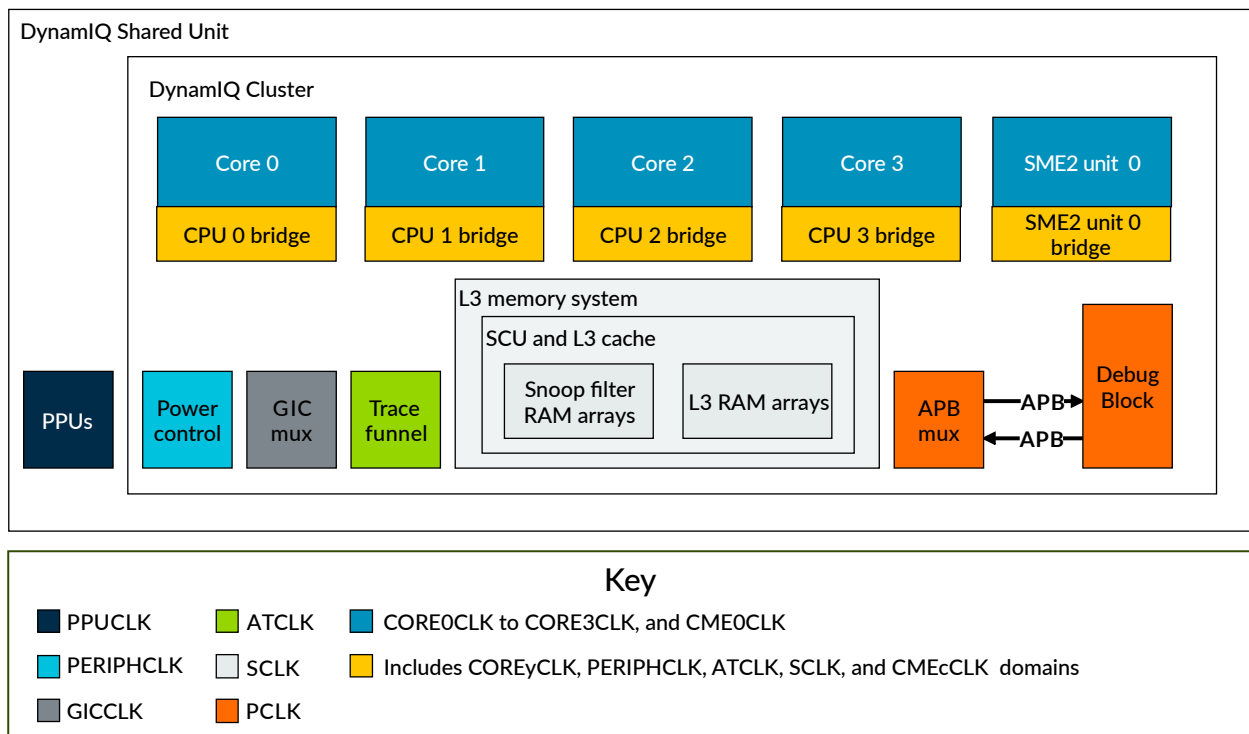 DynamIQ Shared Unit
DynamIQ Cluster
Core 0
Core 1
Core 2
Core 3
SME2 unit 0
CPU 0 bridge
CPU 1 bridge
CPU 2 bridge
CPU 3 bridge
SME2 unit 0
bridge
L3 memory system
SCU and L3 cache
Snoop filter
RAM arrays
L3 RAM arrays
PPUs
Power
control
GIC
mux
Trace
funnel
APB
mux
APB
APB
Debug
Block
Key
PPUCLK
ATCLK
CORE0CLK to CORE3CLK, and CME0CLK
PERIPHCLK
SCLK
Includes COREyCLK, PERIPHCLK, ATCLK, SCLK, and CMEcCLK domains
GICCLK
PCLK